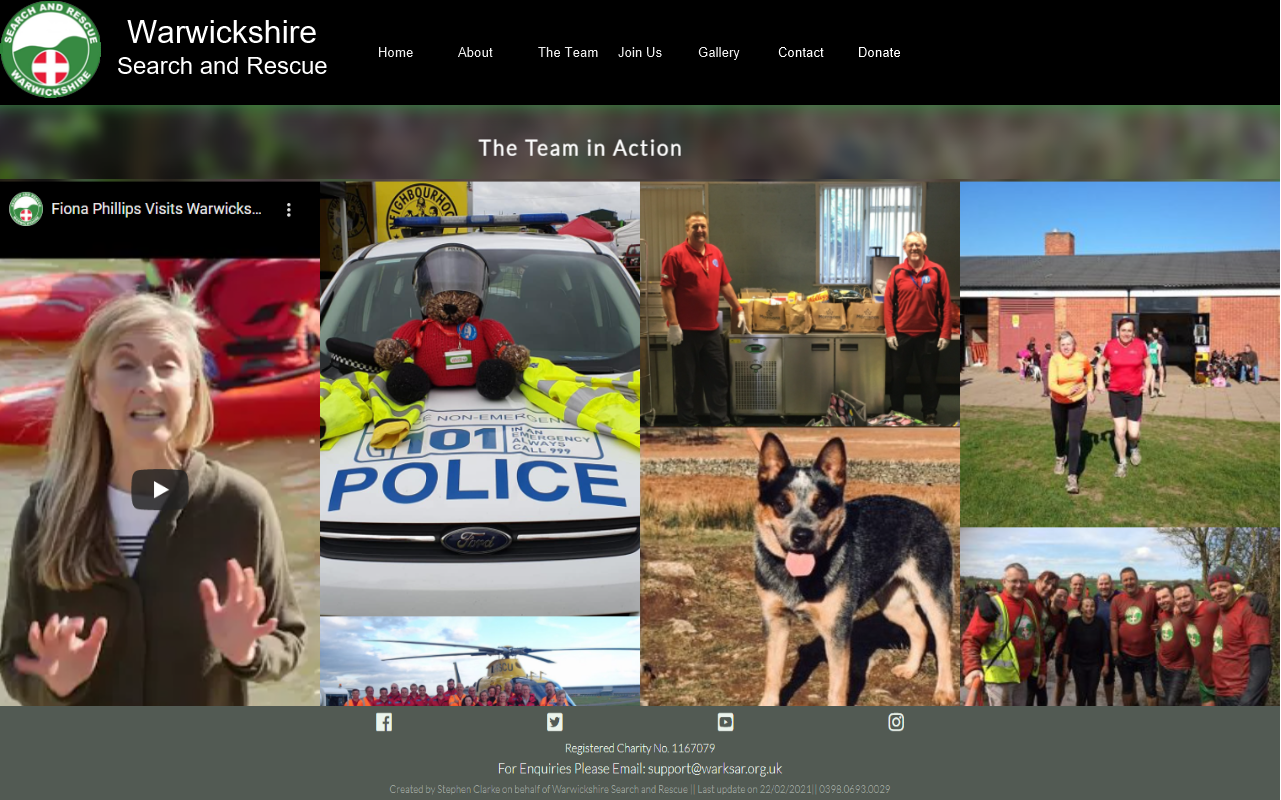 SEARCH AND RESCUE
WARWICKSHIRE
Warwickshire
Search and Rescue
Home
About
The Team
Join Us
Gallery
Contact
Donate
The Team in Action
Fiona Phillips Visits Warwicks...
NEIGHBOURHOO
POLICE
NON-EMERGENC
101
IN AN
EMERGENCY
ALWAYS
CALL 999
POLICE
Ford
Registered Charity No. 1167079
For Enquiries Please Email: support@warksar.org.uk
Created by Stephen Clarke on behalf of Warwickshire Search and Rescue || Last update on 22/02/2021|| 0398.0693.0029